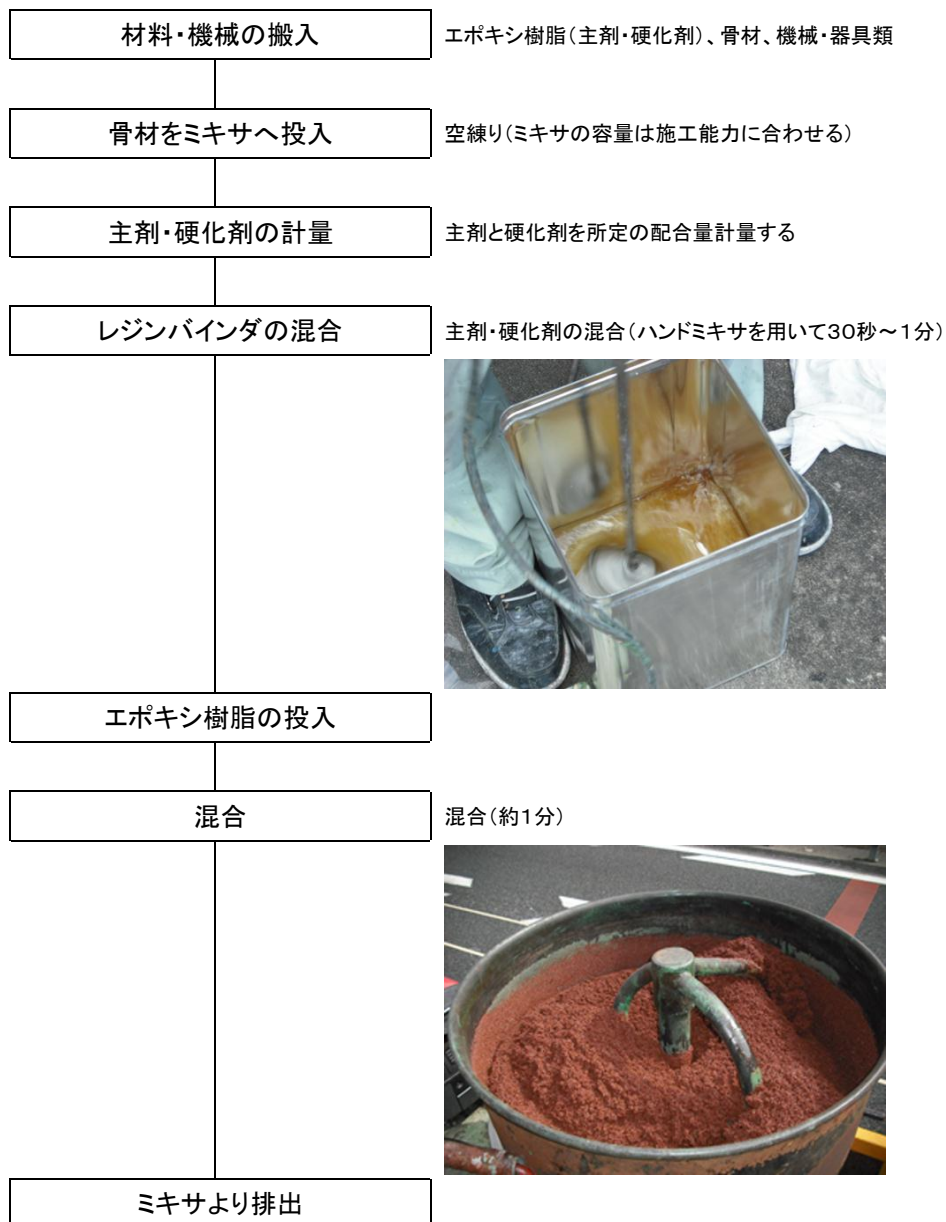 材料・機械の搬入 エポキシ樹脂（主剤・硬化剤）、骨材、機械・器具類
骨材をミキサへ投入 空練り（ミキサの容量は施工能力に合わせる）
主剤・硬化剤の計量 主剤と硬化剤を所定の配合量計量する
レジンバインダの混合 主剤・硬化剤の混合（ハンドミキサを用いて３０秒～１分）
エポキシ樹脂の投入
混合 混合（約１分）
ミキサより排出